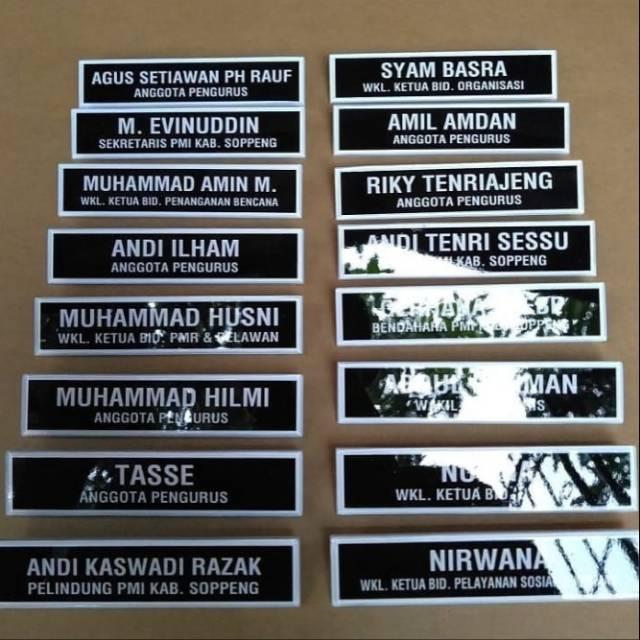 AGUS SETIAWAN PH RAUF
ANGGOTA PENGURUS
M. EVINUDDIN
SEKRETARIS PMI KAB. SOPPENG
MUHAMMAD AMIN M.
WKL. KETUA BID. PENANGANAN BENCANA
ANDI ILHAM
ANGGOTA PENGURUS
MUHAMMAD HUSNI
WKL. KETUA BID. PMR & RELAWAN
MUHAMMAD HILMI
ANGGOTA PENGURUS
TASSE
ANGGOTA PENGURUS
ANDI KASWADI RAZAK
PELINDUNG PMI KAB. SOPPENG
SYAM BASRA
WKL. KETUA BID. ORGANISASI
AMIL AMDAN
ANGGOTA PENGURUS
RIKY TENRIAJENG
ANGGOTA PENGURUS
ANDI TENRI SESSU
KAB. SOPPENG
BENDAHARA PMI KAB. SOPPENG
ABDUL
WKL. KETUA BID.
NIRWANA
WKL. KETUA BID. PELAYANAN